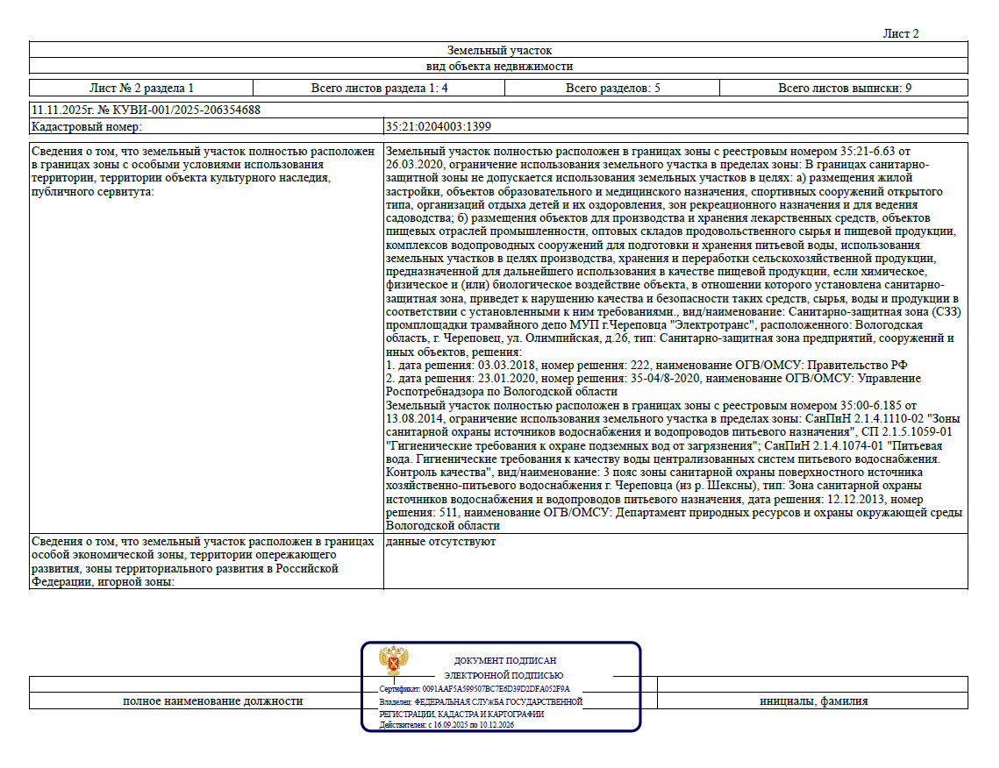 Лист 2
Земельный участок
вид объекта недвижимости
Лист № 2 раздела 1
Всего листов раздела 1: 4
Всего разделов: 5
Всего листов выписки: 9
11.11.2025г. № КУВИ-001/2025-206354688
Кадастровый номер:
35:21:0204003:1399
Сведения о том, что земельный участок полностью расположен
в границах зоны с особыми условиями использования
территории, территории объекта культурного наследия,
публичного сервитута:
Земельный участок полностью расположен в границах зоны с реестровым номером 35:21-6.63 от
26.03.2020, ограничение использования земельного участка в пределах зоны: В границах санитарно-
защитной зоны не допускается использования земельных участков в целях: а) размещения жилой
застройки, объектов образовательного и медицинского назначения, спортивных сооружений открытого
типа, организаций отдыха детей и их оздоровления, зон рекреационного назначения и для ведения
садоводства; б) размещения объектов для производства и хранения лекарственных средств, объектов
пищевых отраслей промышленности, оптовых складов продовольственного сырья и пищевой продукции,
комплексов водопроводных сооружений для подготовки и хранения питьевой воды, использования
земельных участков в целях производства, хранения и переработки сельскохозяйственной продукции,
предназначенной для дальнейшего использования в качестве пищевой продукции, если химическое,
физическое и (или) биологическое воздействие объекта, в отношении которого установлена санитарно-
защитная зона, приведет к нарушению качества и безопасности таких средств, сырья, воды и продукции в
соответствии с установленными к ним требованиями., вид/наименование: Санитарно-защитная зона (СЗЗ)
промплощадки трамвайного депо МУП г.Череповца "Электротранс", расположенного: Вологодская
область, г. Череповец, ул. Олимпийская, д.26, тип: Санитарно-защитная зона предприятий, сооружений и
иных объектов, решения:
1. дата решения: 03.03.2018, номер решения: 222, наименование ОГВ/ОМСУ: Правительство РФ
2. дата решения: 23.01.2020, номер решения: 35-04/8-2020, наименование ОГВ/ОМСУ: Управление
Роспотребнадзора по Вологодской области
Земельный участок полностью расположен в границах зоны с реестровым номером 35:00-6.185 от
13.08.2014, ограничение использования земельного участка в пределах зоны: СанПиН 2.1.4.1110-02 "Зоны
санитарной охраны источников водоснабжения и водопроводов питьевого назначения", СП 2.1.5.1059-01
"Гигиенические требования к охране подземных вод от загрязнения"; СанПиН 2.1.4.1074-01 "Питьевая
вода. Гигиенические требования к качеству воды централизованных систем питьевого водоснабжения.
Контроль качества", вид/наименование: 3 пояс зоны санитарной охраны поверхностного источника
хозяйственно-питьевого водоснабжения г. Череповца (из р. Шексны), тип: Зона санитарной охраны
источников водоснабжения и водопроводов питьевого назначения, дата решения: 12.12.2013, номер
решения: 511, наименование ОГВ/ОМСУ: Департамент природных ресурсов и охраны окружающей среды
Вологодской области
Сведения о том, что земельный участок расположен в границах
особой экономической зоны, территории опережающего
развития, зоны территориального развития в Российской
Федерации, игорной зоны:
данные отсутствуют
ДОКУМЕНТ ПОДПИСАН
ЭЛЕКТРОННОЙ ПОДПИСЬЮ
Сертификат: 0091AAF5A599507BC7E6D39D2DFA052F9A
Владелец: ФЕДЕРАЛЬНАЯ СЛУЖБА ГОСУДАРСТВЕННОЙ
РЕГИСТРАЦИИ, КАДАСТРА И КАРТОГРАФИИ
Действителен: с 16.09.2025 по 10.12.2026
полное наименование должности
инициалы, фамилия